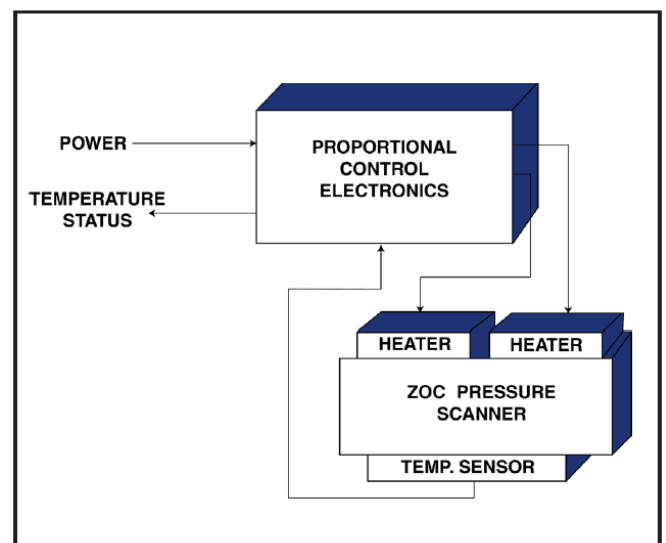 POWER
PROPORTIONAL
CONTROL
ELECTRONICS
TEMPERATURE
STATUS
HEATER
HEATER
ZOC PRESSURE
SCANNER
TEMP. SENSOR